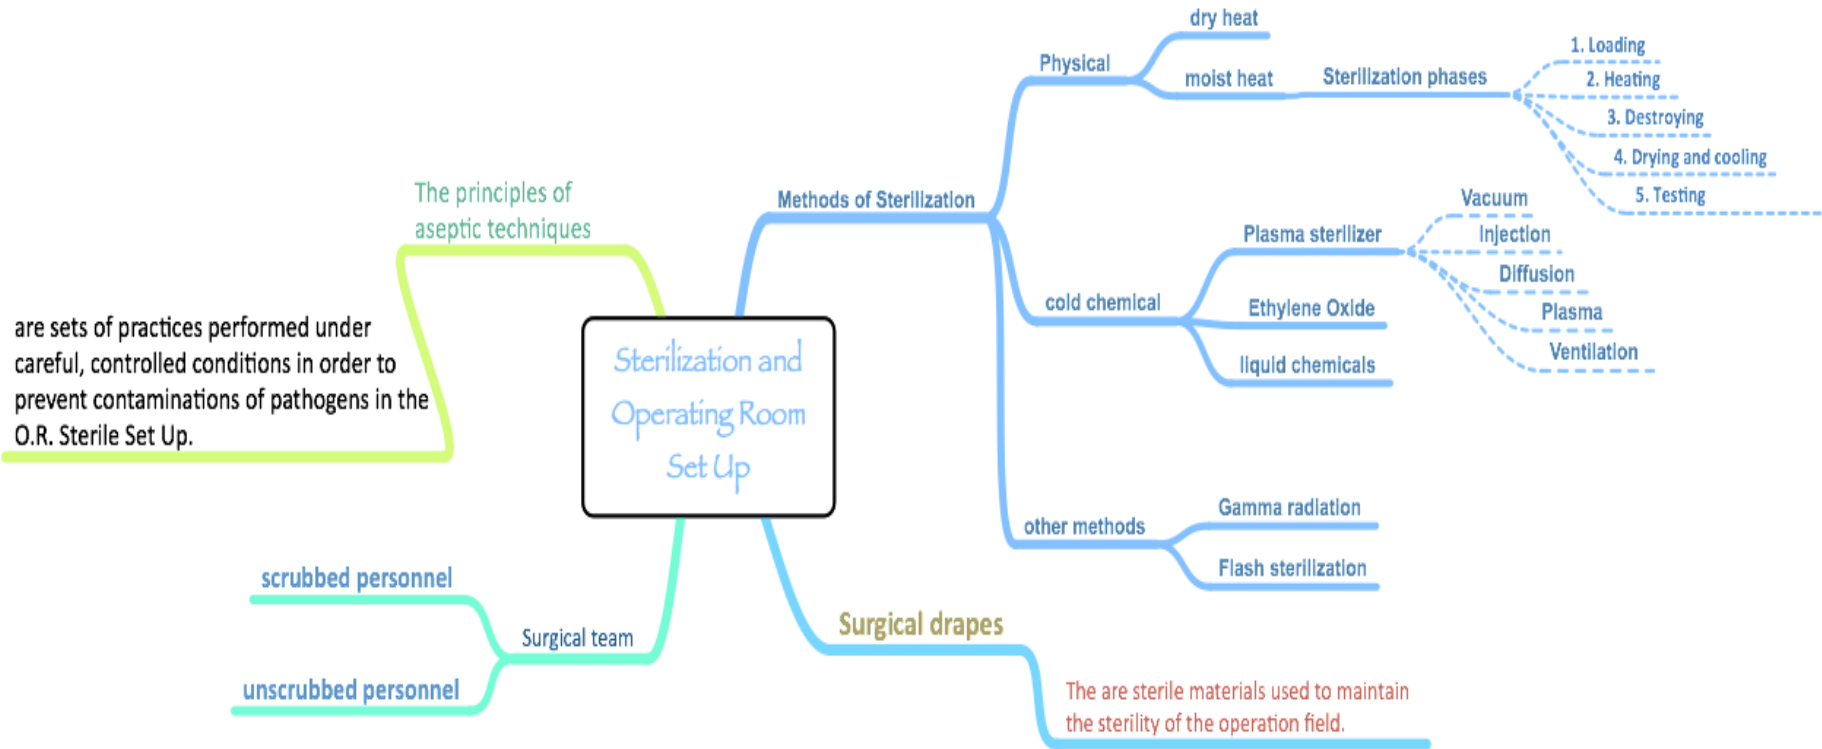 Sterilization and
Operating Room
Set Up
The principles of
aseptic techniques
are sets of practices performed under
careful, controlled conditions in order to
prevent contaminations of pathogens in the
O.R. Sterile Set Up.
Methods of Sterilization
Physical
dry heat
moist heat
Sterilization phases
1. Loading
2. Heating
3. Destroying
4. Drying and cooling
5. Testing
cold chemical
Plasma sterilizer
Vacuum
Injection
Diffusion
Plasma
Ventilation
Ethylene Oxide
liquid chemicals
other methods
Gamma radiation
Flash sterilization
Surgical team
scrubbed personnel
unscrubbed personnel
Surgical drapes
The are sterile materials used to maintain
the sterility of the operation field.